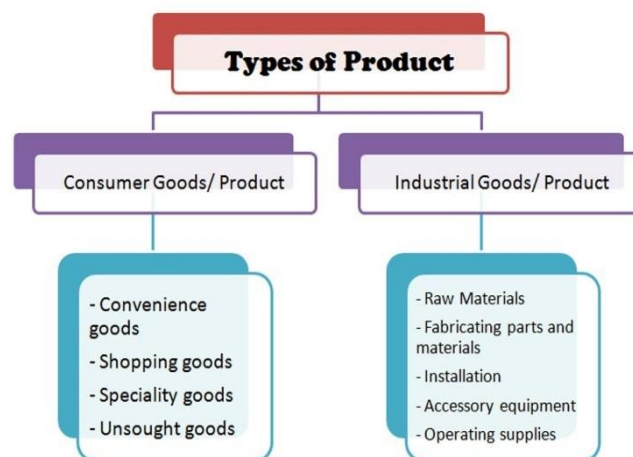 Types of Product
Consumer Goods/ Product
Industrial Goods/ Product
- Convenience
goods
- Shopping goods
- Speciality goods
- Unsought goods
- Raw Materials
- Fabricating parts and
materials
- Installation
- Accessory equipment
- Operating supplies